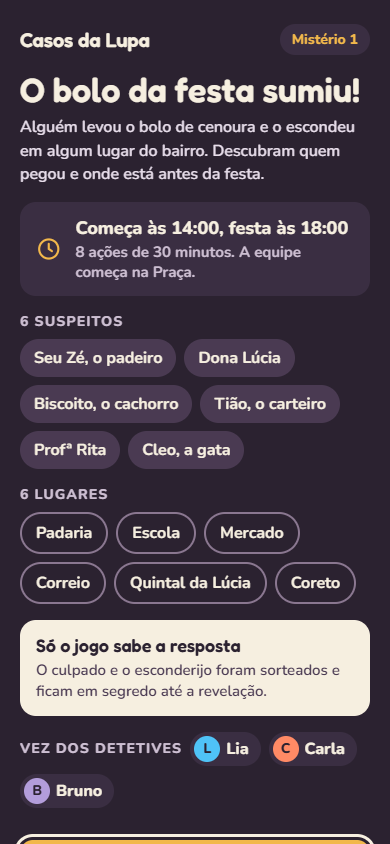 Casos da Lupa
Mistério 1
O bolo da festa sumiu!
Alguém levou o bolo de cenoura e o escondeu
em algum lugar do bairro. Descubram quem
pegou e onde está antes da festa.
Começa às 14:00, festa às 18:00
8 ações de 30 minutos. A equipe
começa na Praça.
6 SUSPEITOS
Seu Zé, o padeiro
Dona Lúcia
Biscoito, o cachorro
Tião, o carteiro
Profª Rita
Cleo, a gata
6 LUGARES
Padaria
Escola
Mercado
Correio
Quintal da Lúcia
Coreto
Só o jogo sabe a resposta
O culpado e o esconderijo foram sorteados e
ficam em segredo até a revelação.
VEZ DOS DETETIVES
L Lia
C Carla
B Bruno